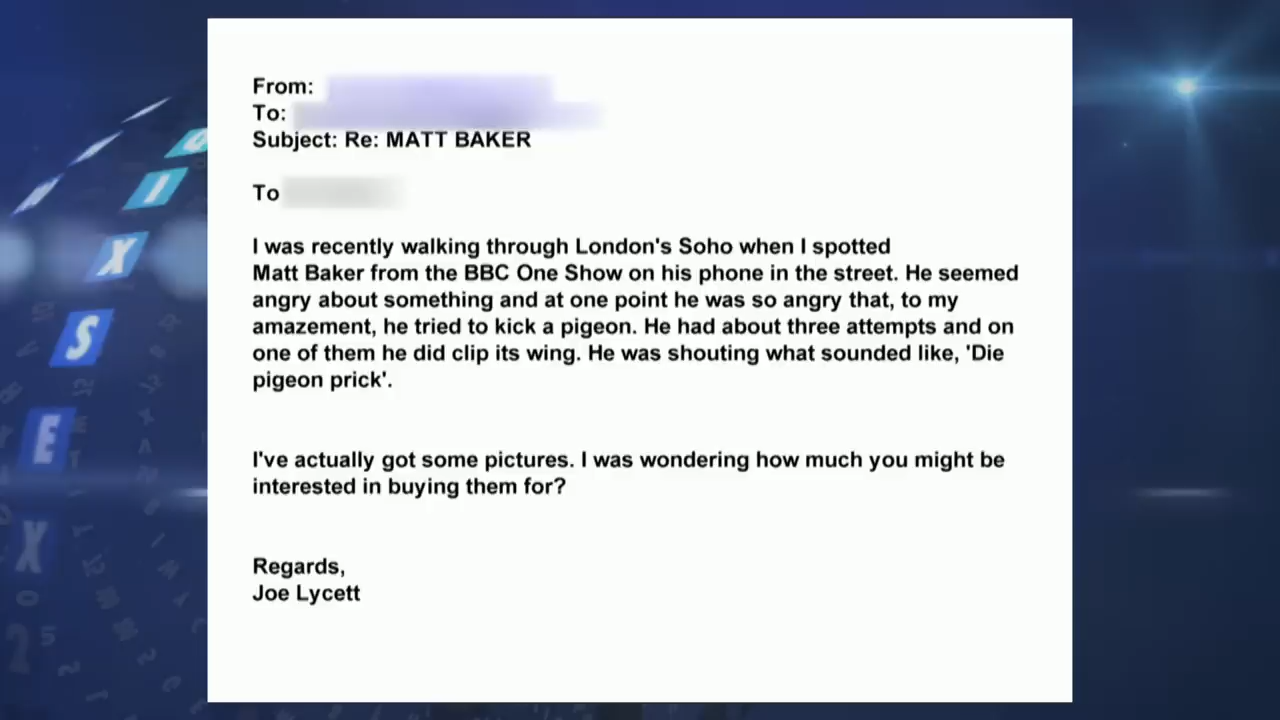 From:
To:
Subject: Re: MATT BAKER
To
I was recently walking through London's Soho when I spotted
Matt Baker from the BBC One Show on his phone in the street. He seemed
angry about something and at one point he was so angry that, to my
amazement, he tried to kick a pigeon. He had about three attempts and on
one of them he did clip its wing. He was shouting what sounded like, 'Die
pigeon prick'.
I've actually got some pictures. I was wondering how much you might be
interested in buying them for?
Regards,
Joe Lycett
I
X
S
E
X